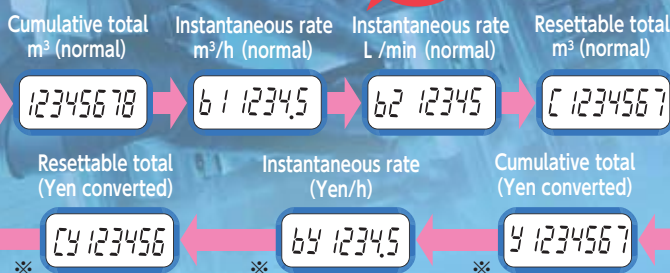 Cumulative total Instantaneous rate Instantaneous rate Resettable total
m³ (normal) m³/h (normal) L /min (normal) m³ (normal)
12345678 b1 1234.5 b2 12345 C 1234567
Resettable total Instantaneous rate Cumulative total
(Yen converted) (Yen/h) (Yen converted)
Cy 123456 by 1234.5 y 1234567
※ ※ ※